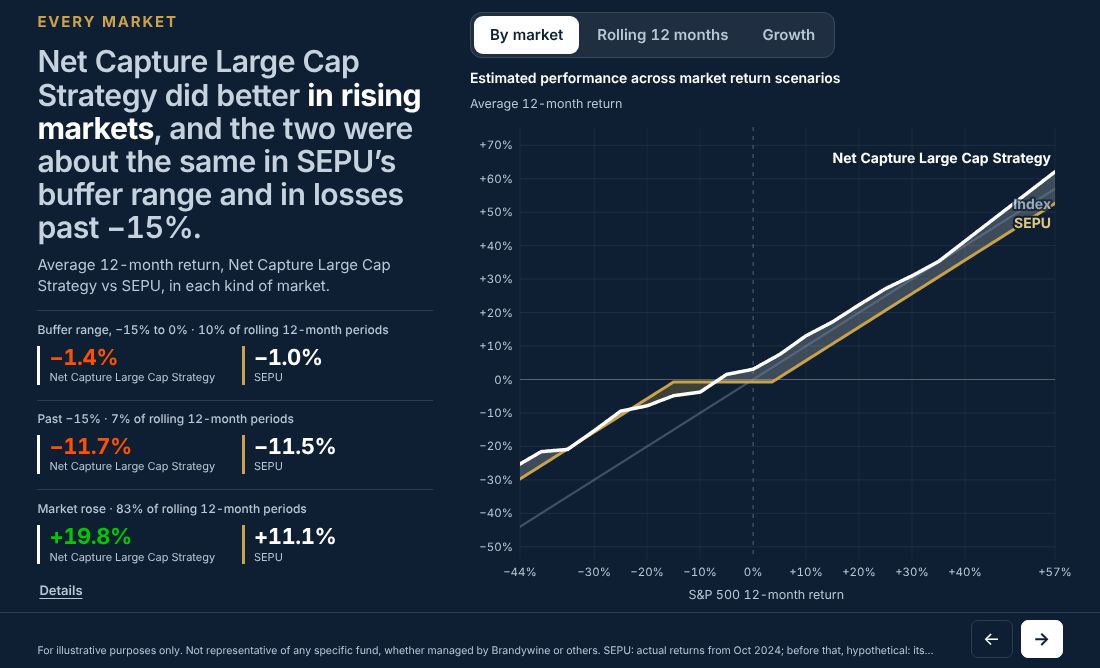 EVERY MARKET
Net Capture Large Cap
Strategy did better in rising
markets, and the two were
about the same in SEPU’s
buffer range and in losses
past −15%.
Average 12-month return, Net Capture Large Cap
Strategy vs SEPU, in each kind of market.
Buffer range, −15% to 0% · 10% of rolling 12-month periods
−1.4%
Net Capture Large Cap Strategy
−1.0%
SEPU
Past −15% · 7% of rolling 12-month periods
−11.7%
Net Capture Large Cap Strategy
−11.5%
SEPU
Market rose · 83% of rolling 12-month periods
+19.8%
Net Capture Large Cap Strategy
+11.1%
SEPU
Details
By market
Rolling 12 months
Growth
Estimated performance across market return scenarios
Average 12-month return
+70%
+60%
+50%
+40%
+30%
+20%
+10%
0%
−10%
−20%
−30%
−40%
−50%
Net Capture Large Cap Strategy
Index
SEPU
−44%
−30%
−20%
−10%
0%
+10%
+20%
+30%
+40%
+57%
S&P 500 12-month return
For illustrative purposes only. Not representative of any specific fund, whether managed by Brandywine or others. SEPU: actual returns from Oct 2024; before that, hypothetical: its…